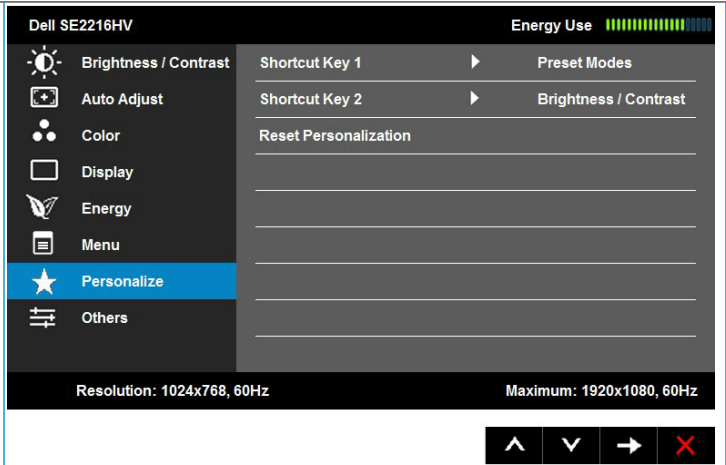 Dell SE2216HV Energy Use
Brightness / Contrast Shortcut Key 1 Preset Modes
Auto Adjust Shortcut Key 2 Brightness / Contrast
Color Reset Personalization
Display
Energy
Menu
Personalize
Others
Resolution: 1024x768, 60Hz Maximum: 1920x1080, 60Hz